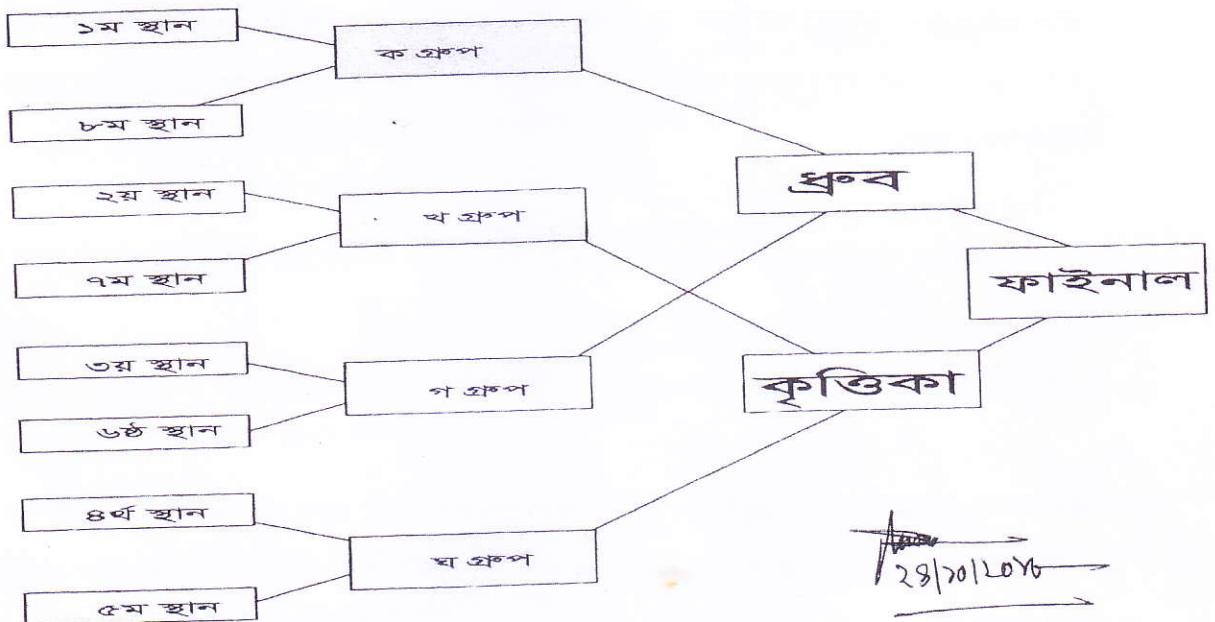 ১ম স্থান
ক গ্রুপ
৮ম স্থান
ধ্রুব
২য় স্থান
খ গ্রুপ
৭ম স্থান
ফাইনাল
৩য় স্থান
কৃত্তিকা
গ গ্রুপ
৬ষ্ঠ স্থান
৪র্থ স্থান
ঘ গ্রুপ
৫ম স্থান